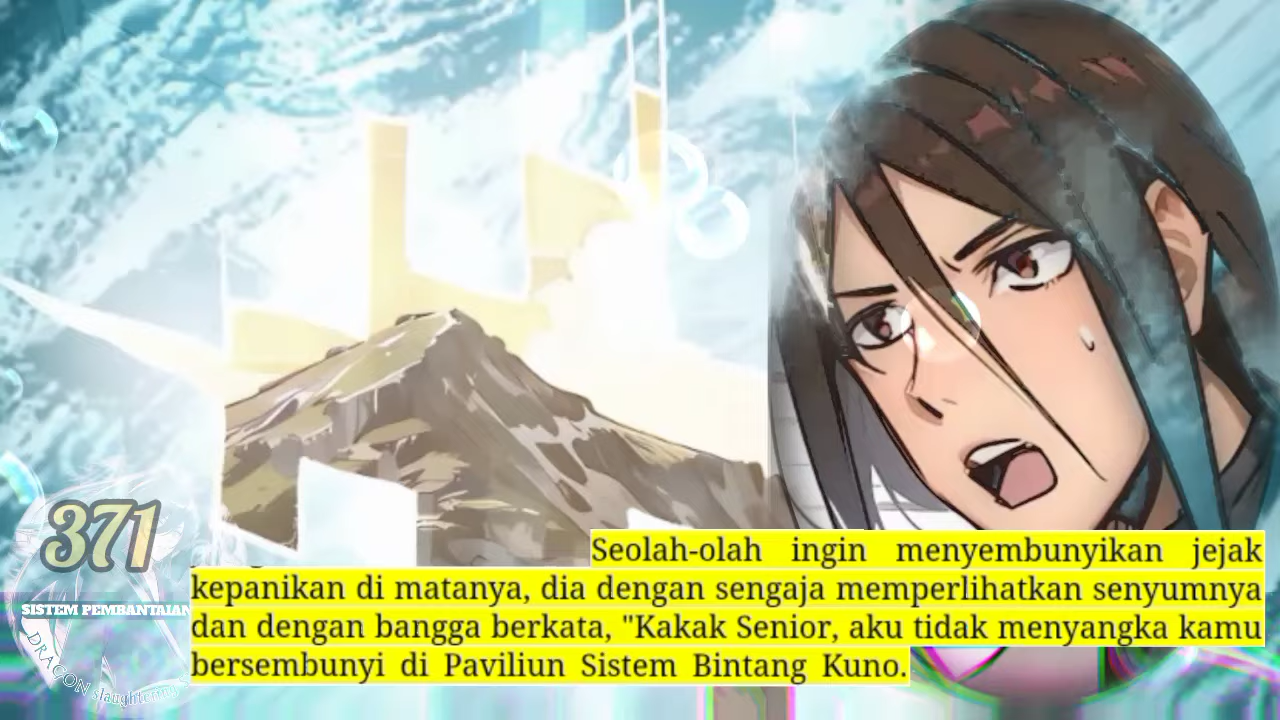 371
SISTEM PEMBANTAIAN
DRAGON slaughtering
Seolah-olah ingin menyembunyikan jejak
kepanikan di matanya, dia dengan sengaja memperlihatkan senyumnya
dan dengan bangga berkata, "Kakak Senior, aku tidak menyangka kamu
bersembunyi di Paviliun Sistem Bintang Kuno.